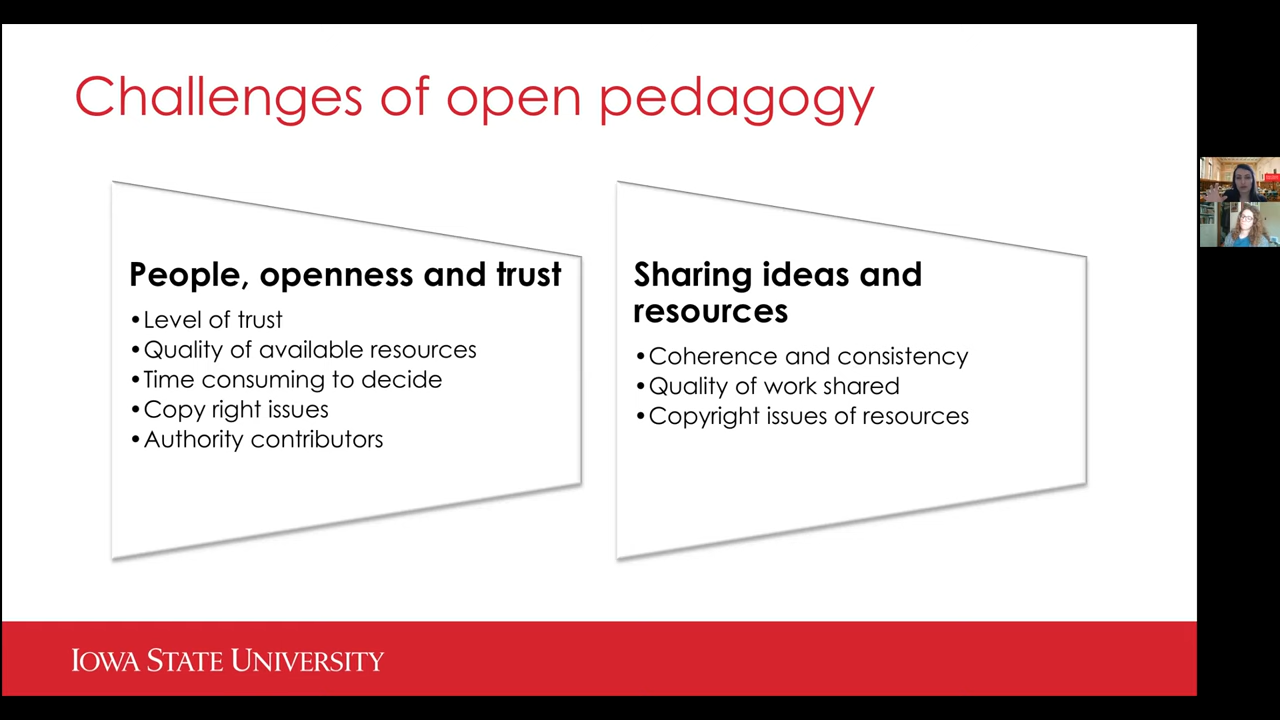 Challenges of open pedagogy
People, openness and trust
•Level of trust
•Quality of available resources
•Time consuming to decide
•Copy right issues
•Authority contributors
Sharing ideas and
resources
•Coherence and consistency
•Quality of work shared
•Copyright issues of resources
IOWA STATE UNIVERSITY